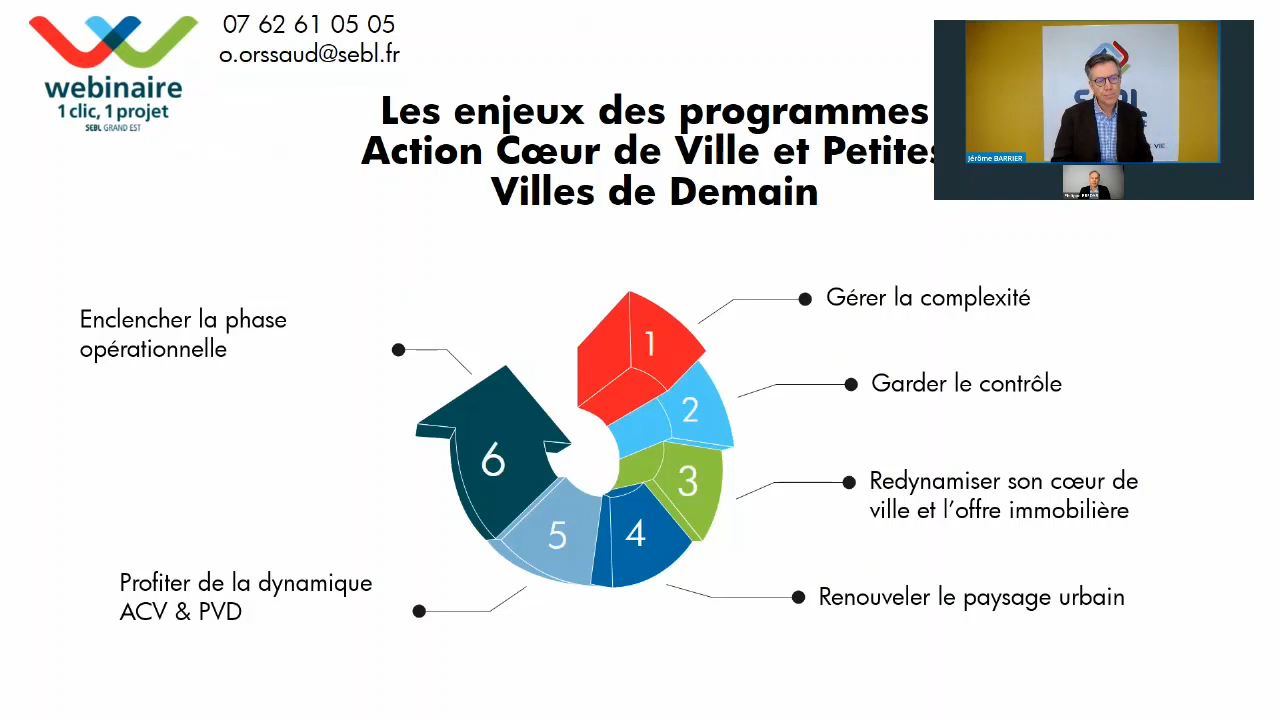 07 62 61 05 05
o.orssaud@sebl.fr
webinaire
1 clic, 1 projet
SEBL GRAND EST
Les enjeux des programmes
Action Cœur de Ville et Petites
Villes de Demain
Jérôme BARRIER
Enclencher la phase
opérationnelle
Profiter de la dynamique
ACV & PVD
1
2
3
4
5
6
Gérer la complexité
Garder le contrôle
Redynamiser son cœur de
ville et l'offre immobilière
Renouveler le paysage urbain